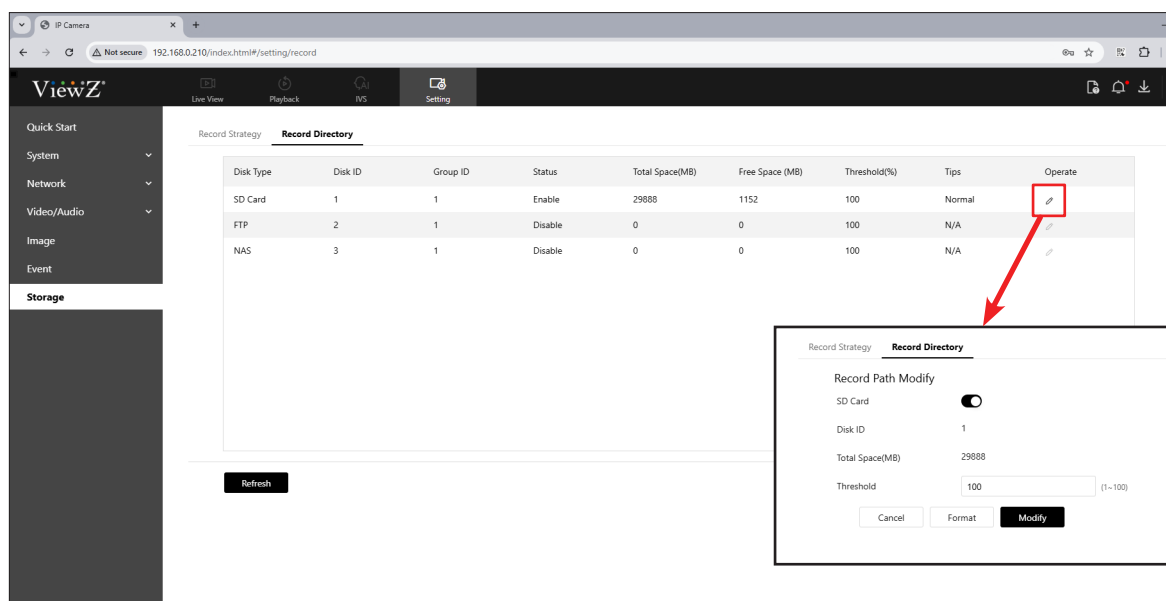 IP Camera
Not secure 192.168.0.210/index.html#/setting/record
ViewZ
Live View Playback IVS Setting
AI
Quick Start
System
Network
Video/Audio
Image
Event
Storage
Record Strategy Record Directory
Disk Type Disk ID Group ID Status Total Space(MB) Free Space (MB) Threshold(%) Tips Operate
SD Card 1 1 Enable 29888 1152 100 Normal
FTP 2 1 Disable 0 0 100 N/A
NAS 3 1 Disable 0 0 100 N/A
Refresh
Record Strategy Record Directory
Record Path Modify
SD Card
Disk ID 1
Total Space(MB) 29888
Threshold 100 (1~100)
Cancel Format Modify